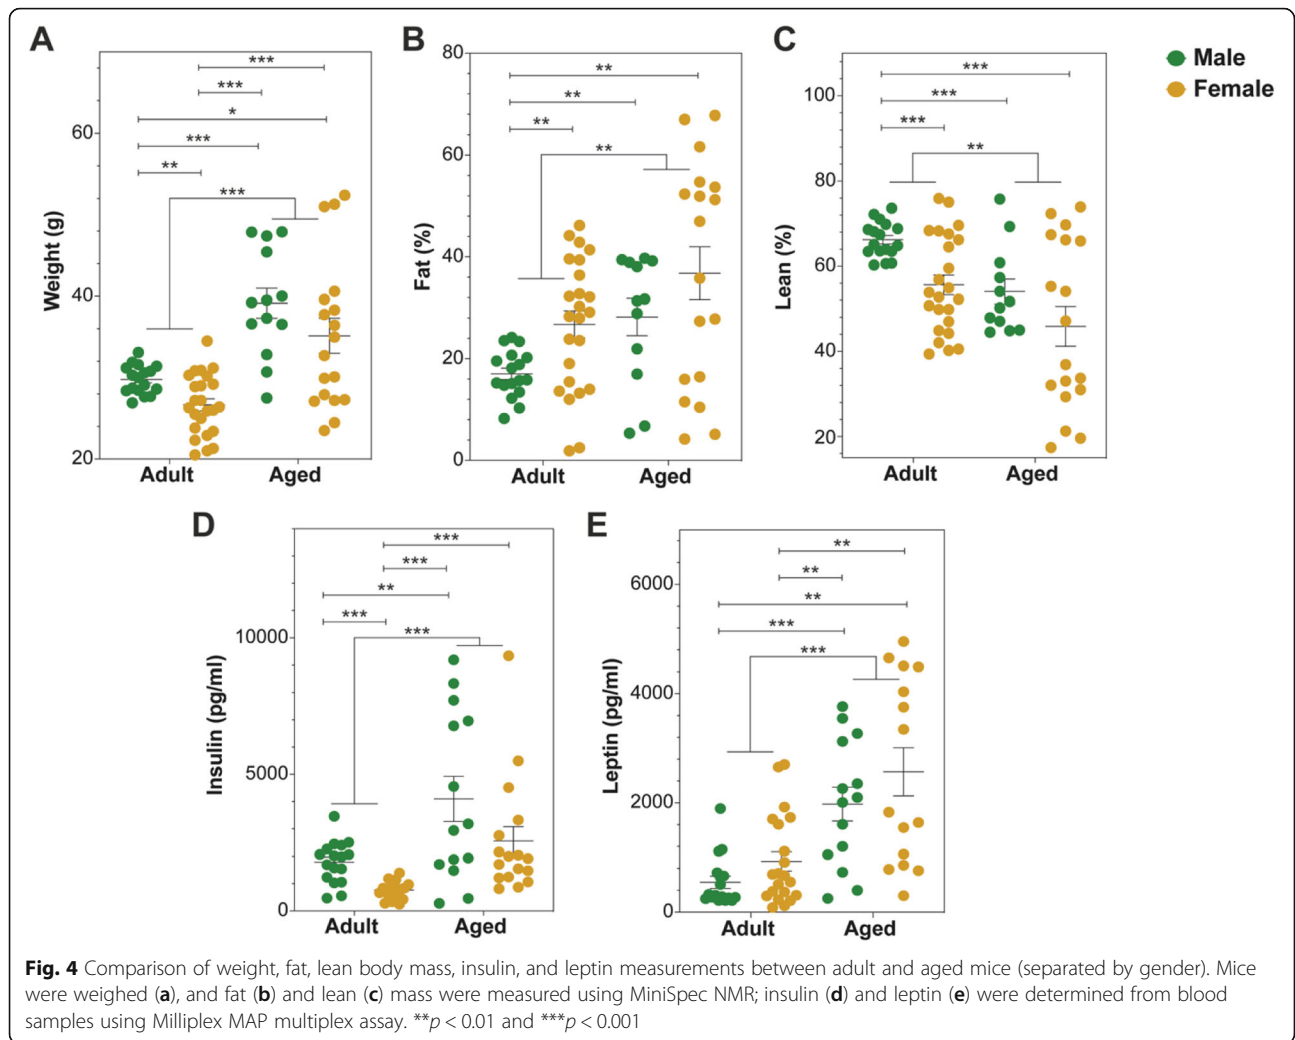 A
B
C
Male
Female
Weight (g)
60
40
20
***
***
*
***
**
***
Adult
Aged
Fat (%)
80
60
40
20
0
**
**
**
**
Adult
Aged
Lean (%)
100
80
60
40
20
***
***
***
**
Adult
Aged
D
E
Insulin (pg/ml)
10000
5000
0
***
***
**
***
***
Adult
Aged
Leptin (pg/ml)
6000
4000
2000
0
**
**
**
***
***
Adult
Aged
Fig. 4 Comparison of weight, fat, lean body mass, insulin, and leptin measurements between adult and aged mice (separated by gender). Mice
were weighed (a), and fat (b) and lean (c) mass were measured using MiniSpec NMR; insulin (d) and leptin (e) were determined from blood
samples using Milliplex MAP multiplex assay. **p < 0.01 and ***p < 0.001